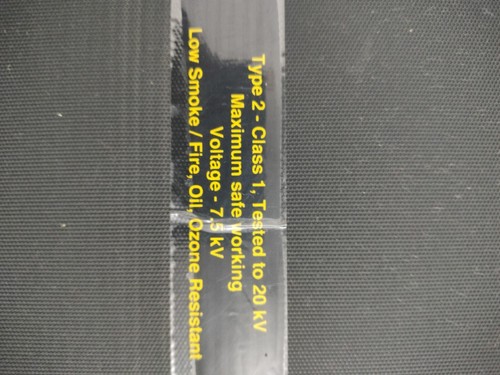 Type 2 - Class 1, Tested to 20 kV
Maximum safe working
Voltage - 7,5 kV
Low Smoke / Fire, Oil, Ozone Resistant